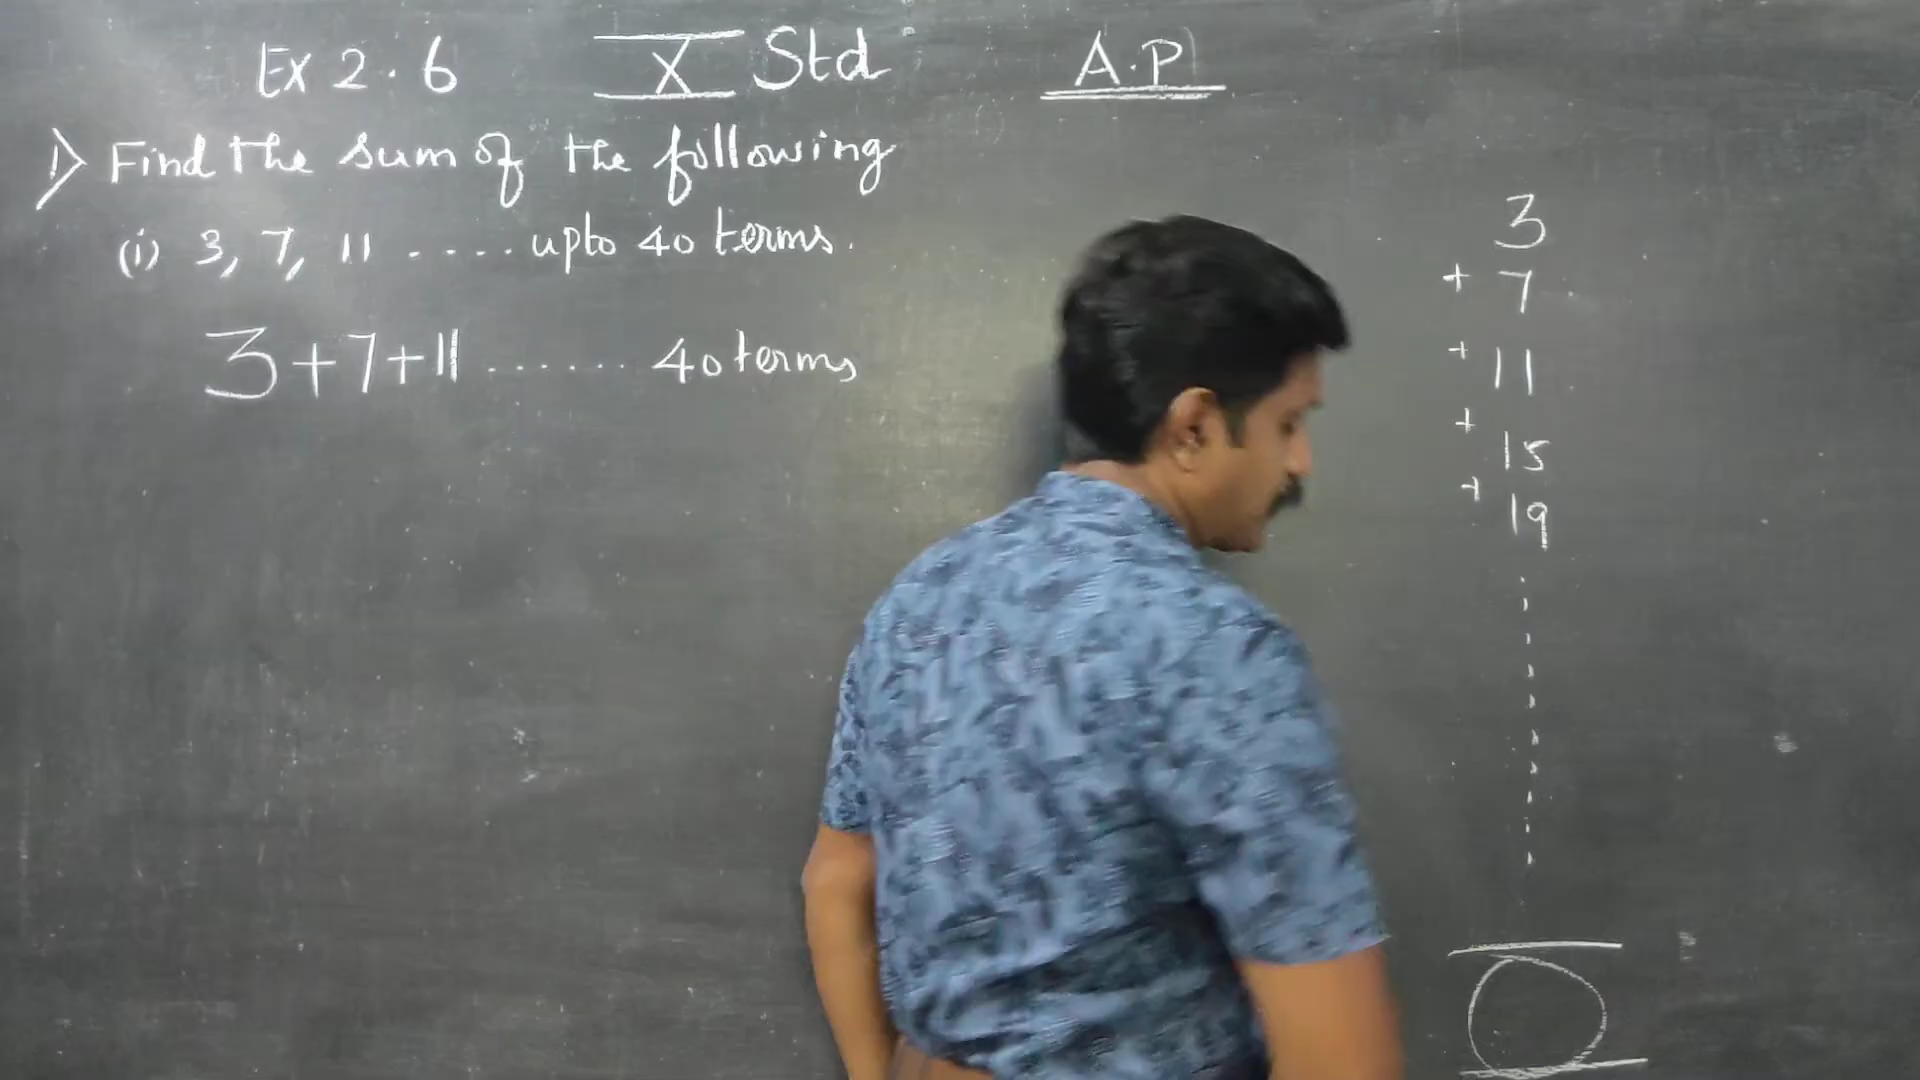 Ex 2.6 X Std A.P
1) Find the sum of the following
(i) 3, 7, 11 .... upto 40 terms.
3+7+11 ...... 40 terms
3
+ 7
+ 11
+ 15
+ 19